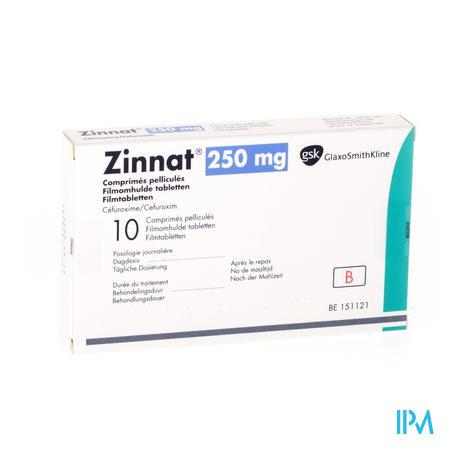 Zinnat® 250 mg
gsk GlaxoSmithKline
Comprimés pelliculés
Filmomhulde tabletten
Filmtabletten
Céfuroxime/Cefuroxim
10 Comprimés pelliculés
Filmomhulde tabletten
Filmtabletten
Posologie journalière
Dagdosis
Tägliche Dosierung
Après le repas
Na de maaltijd
Nach der Mahlzeit
Durée du traitement
Behandelingsduur
Behandlungsdauer
B
BE 151121
IPM